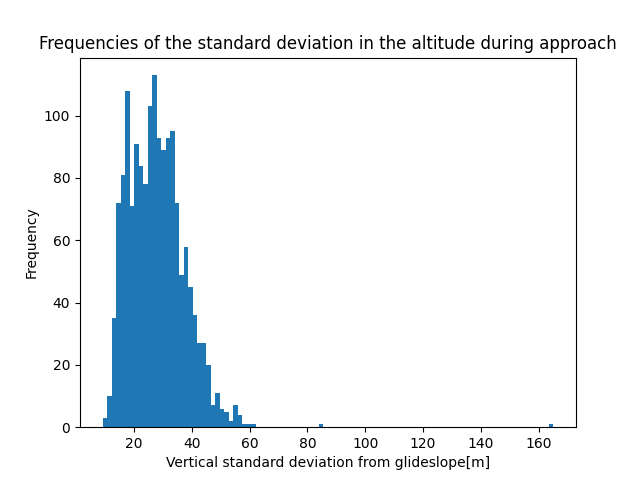 Frequencies of the standard deviation in the altitude during approach
100
80
60
40
20
0
Frequency
20 40 60 80 100 120 140 160
Vertical standard deviation from glideslope[m]